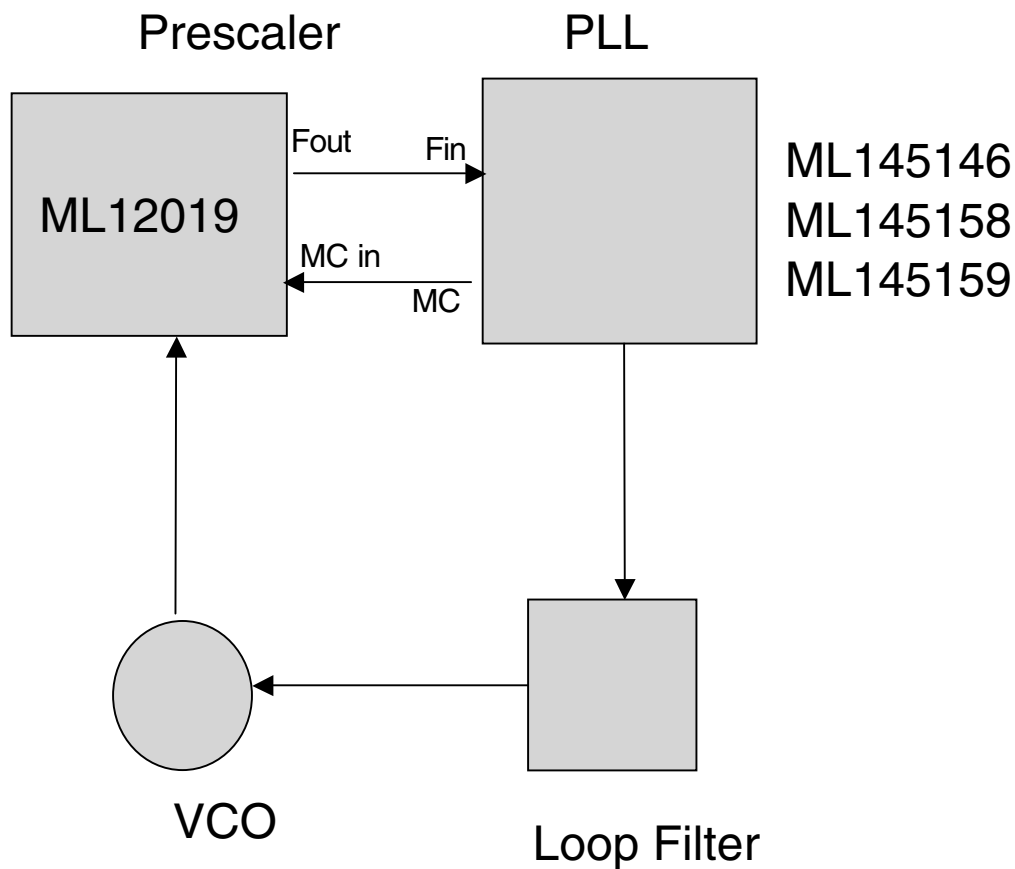 Prescaler
PLL
Fout
Fin
ML145146
ML12019
ML145158
MC in
ML145159
MC
VCO
Loop Filter